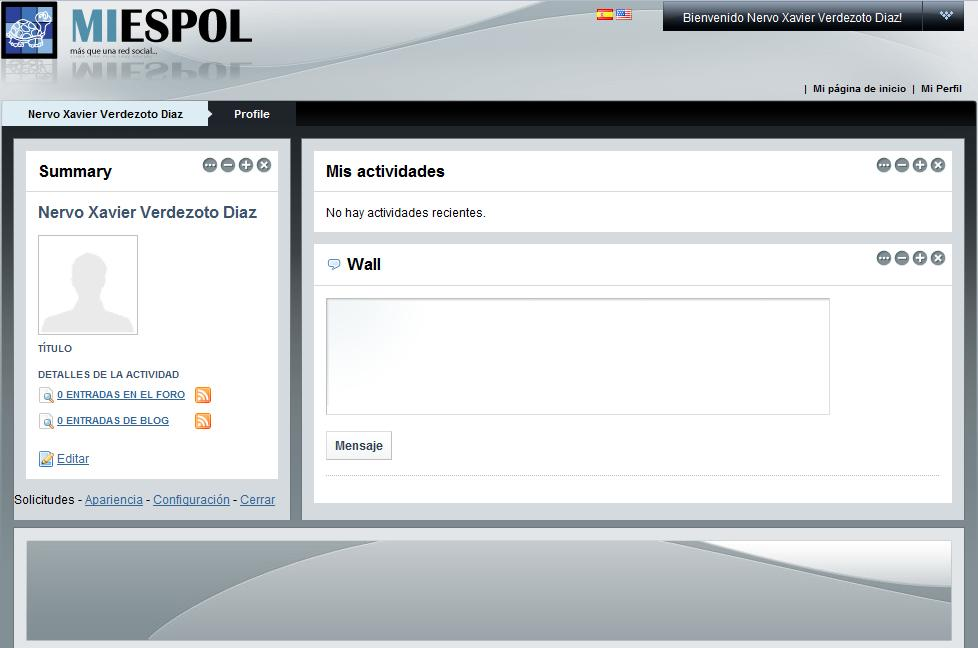 MIESPOL
más que una red social...
Bienvenido Nervo Xavier Verdezoto Diaz!
| Mi página de inicio | Mi Perfil
Nervo Xavier Verdezoto Diaz
Profile
Summary
Nervo Xavier Verdezoto Diaz
TÍTULO
DETALLES DE LA ACTIVIDAD
0 ENTRADAS EN EL FORO
0 ENTRADAS DE BLOG
Editar
Solicitudes - Apariencia - Configuración - Cerrar
Mis actividades
No hay actividades recientes.
Wall
Mensaje